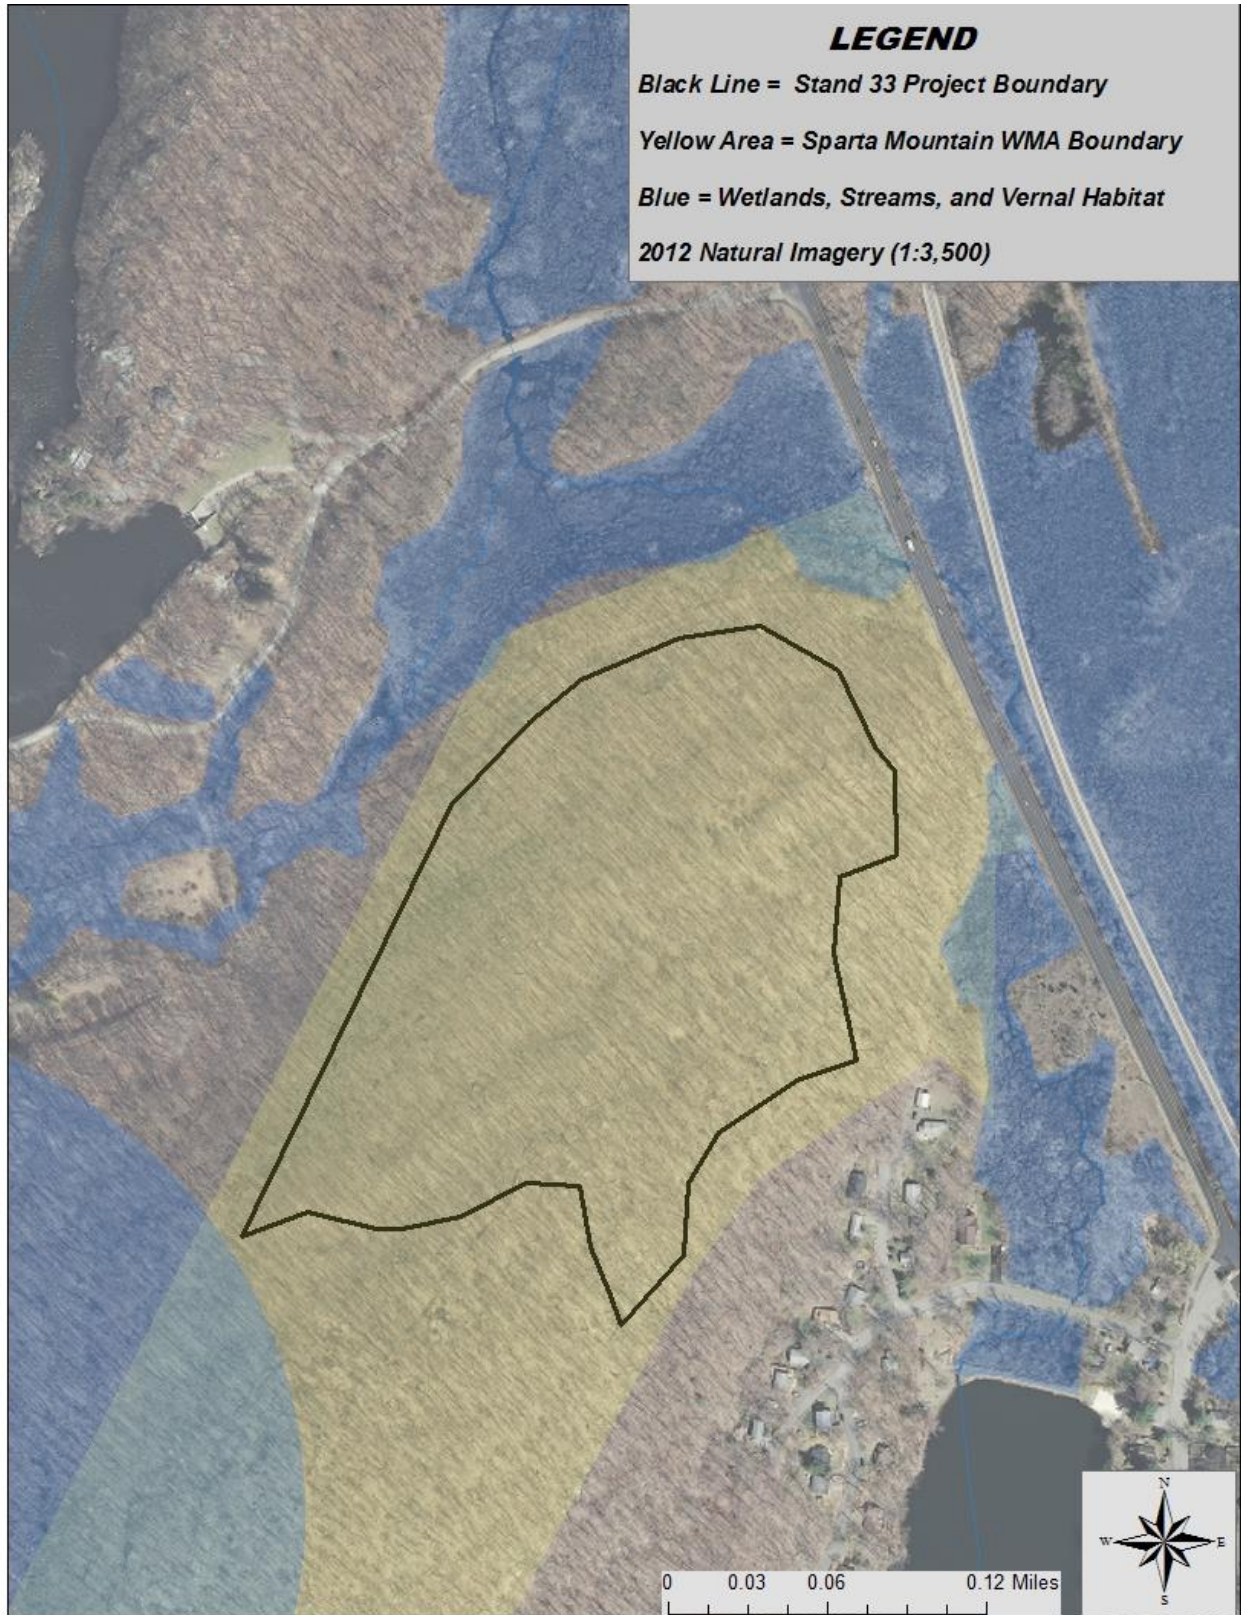 LEGEND
Black Line = Stand 33 Project Boundary
Yellow Area = Sparta Mountain WMA Boundary
Blue = Wetlands, Streams, and Vernal Habitat
2012 Natural Imagery (1:3,500)
N
W E
S
0 0.03 0.06 0.12 Miles